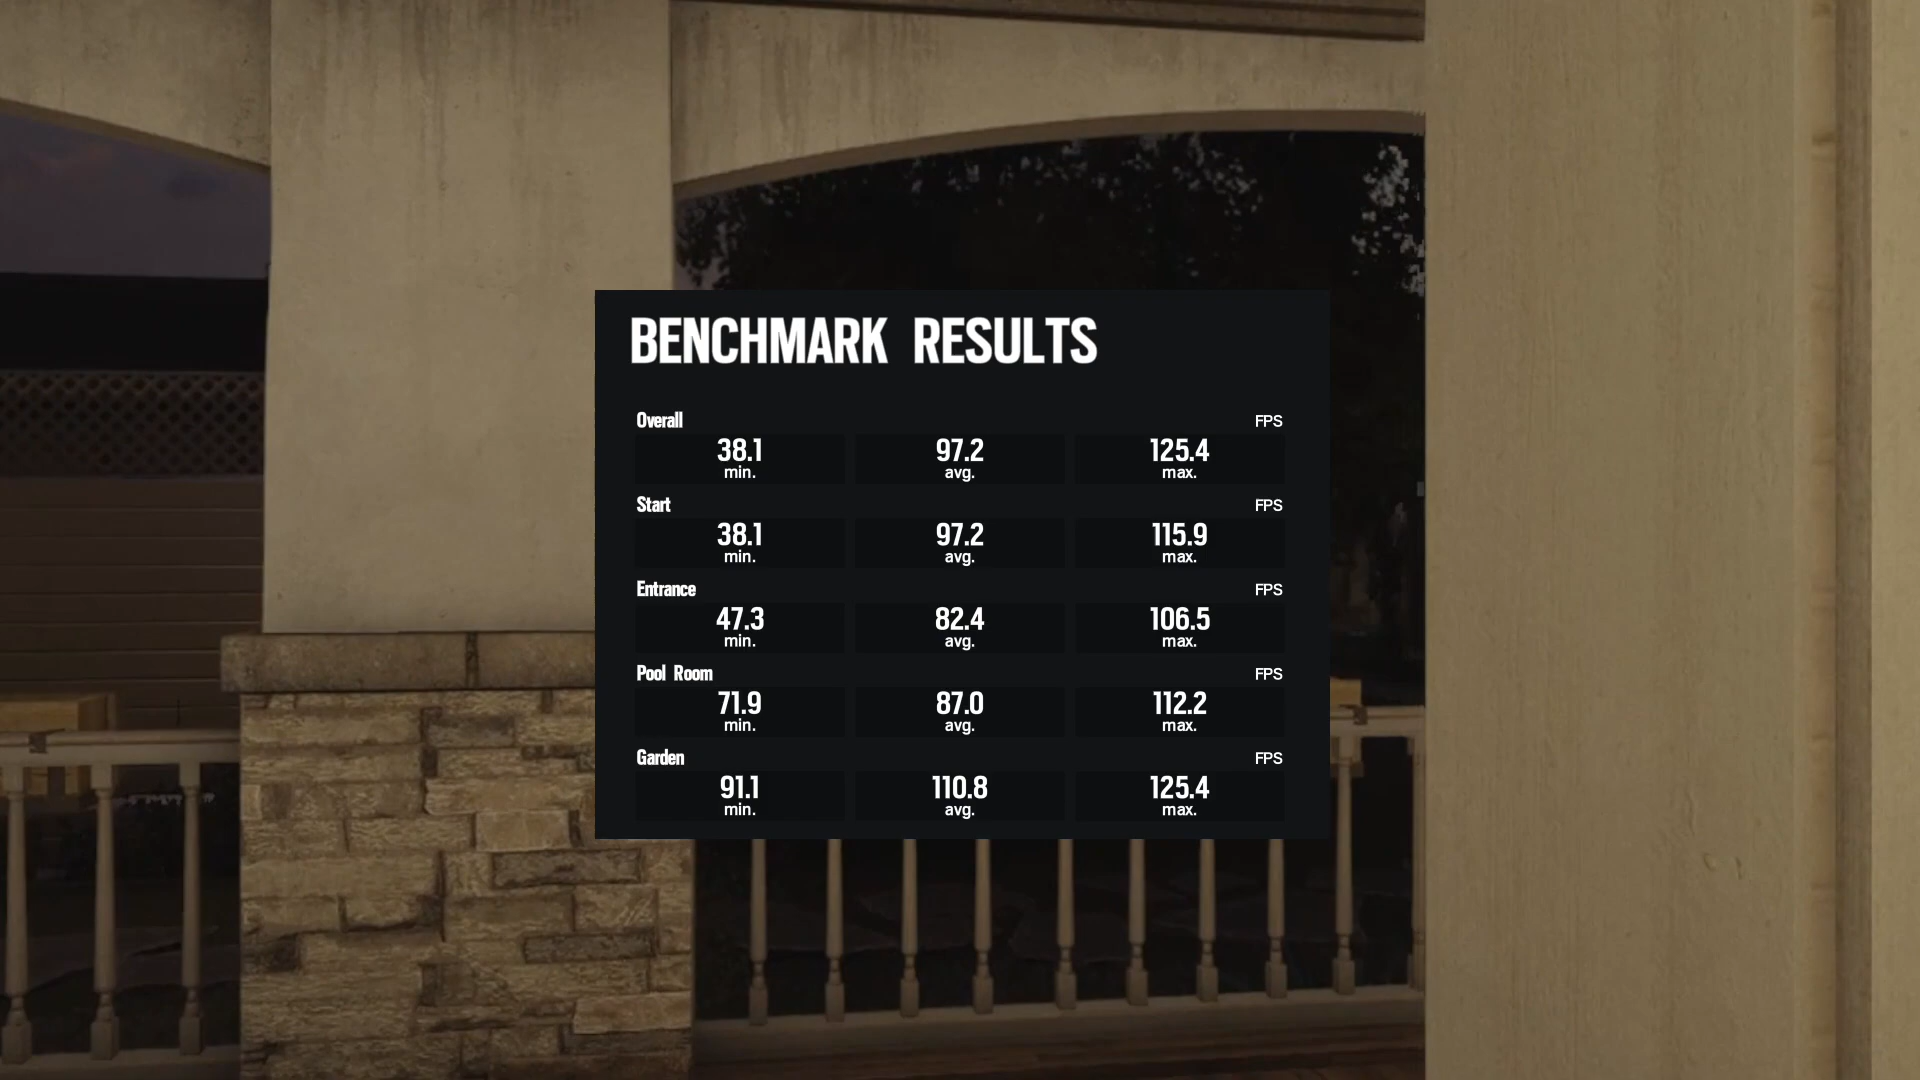 BENCHMARK RESULTS
Overall FPS
38.1 97.2 125.4
min. avg. max.
Start FPS
38.1 97.2 115.9
min. avg. max.
Entrance FPS
47.3 82.4 106.5
min. avg. max.
Pool Room FPS
71.9 87.0 112.2
min. avg. max.
Garden FPS
91.1 110.8 125.4
min. avg. max.